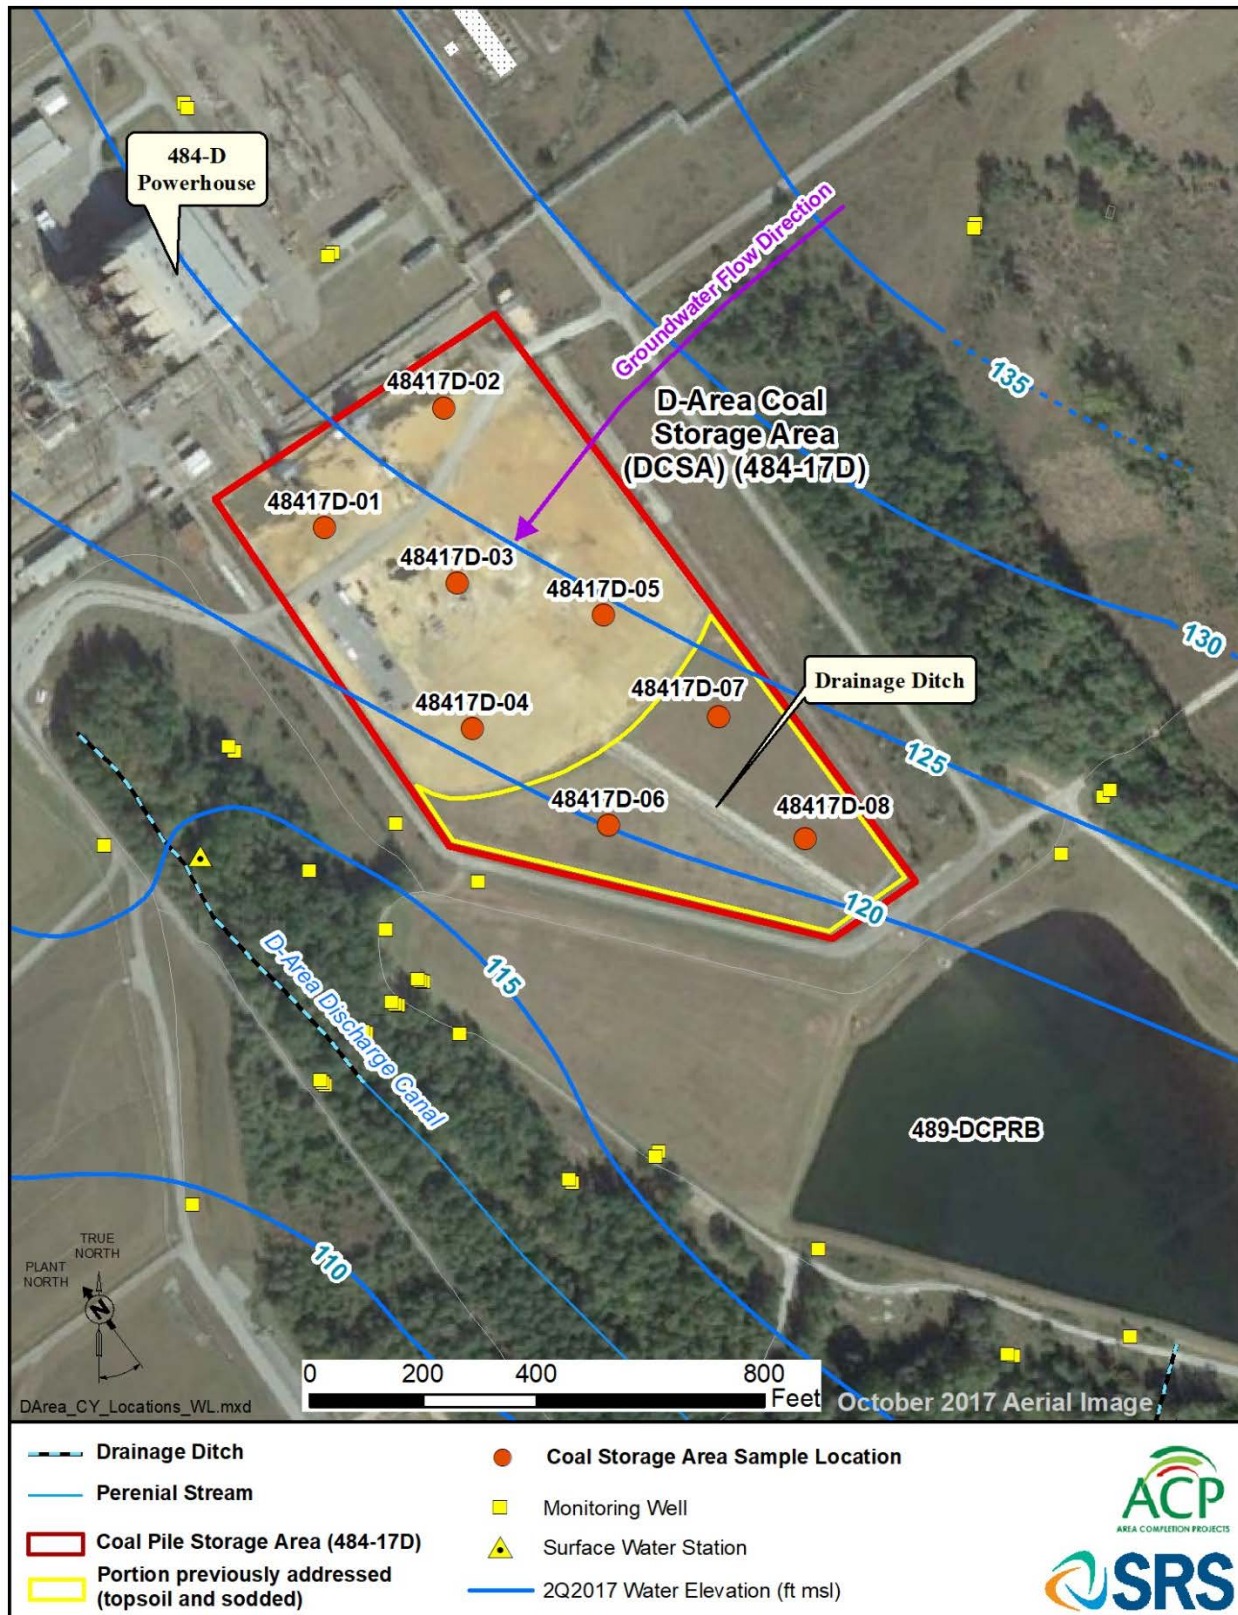 484-D
Powerhouse
Groundwater Flow Direction
48417D-02
D-Area Coal
Storage Area
(DCSA) (484-17D)
135
48417D-01
48417D-03
48417D-05
130
48417D-07
Drainage Ditch
48417D-04
125
48417D-06
48417D-08
120
D-Area Discharge Canal
115
489-DCPRB
110
TRUE
NORTH
PLANT
NORTH
N
0 200 400 800
Feet
DArea_CY_Locations_WL.mxd
October 2017 Aerial Image
Drainage Ditch
Perenial Stream
Coal Pile Storage Area (484-17D)
Portion previously addressed
(topsoil and sodded)
Coal Storage Area Sample Location
Monitoring Well
Surface Water Station
2Q2017 Water Elevation (ft msl)
ACP
AREA COMPLETION PROJECTS
SRS